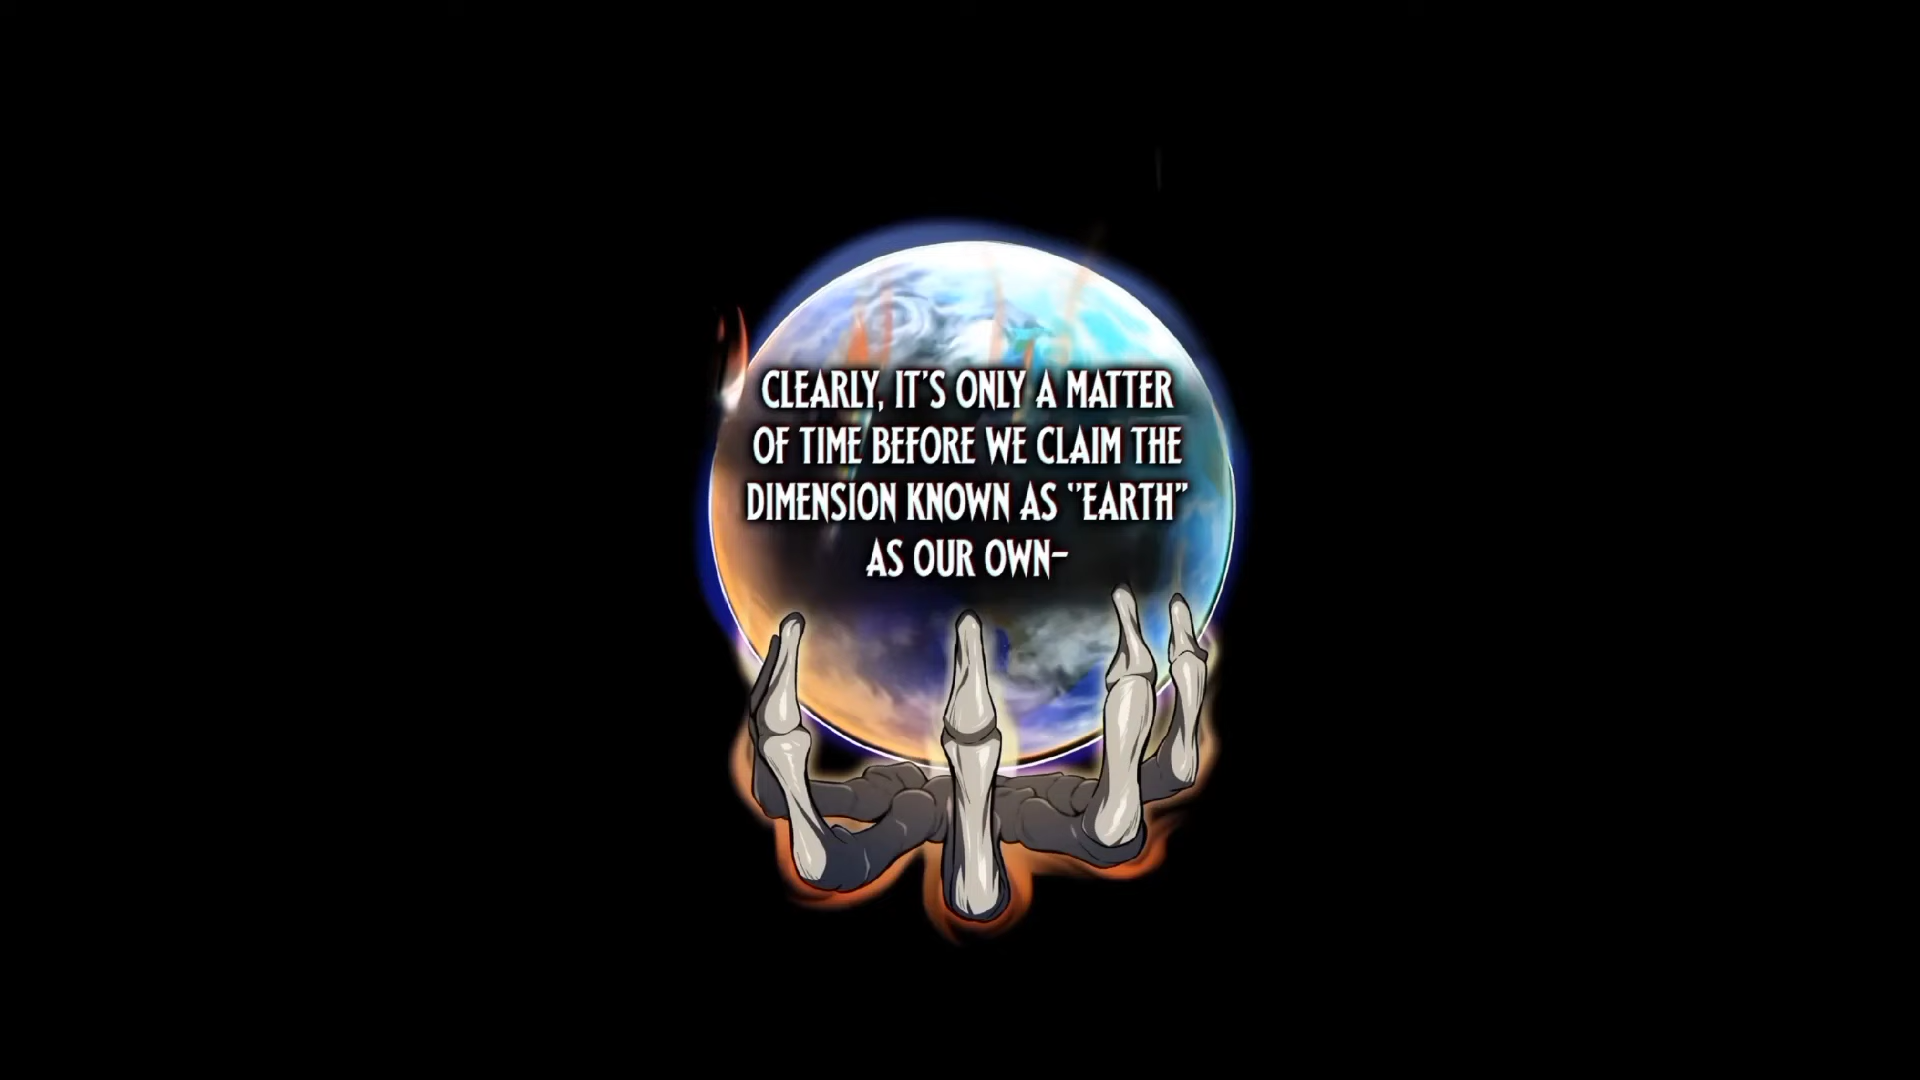 CLEARLY, IT'S ONLY A MATTER
OF TIME BEFORE WE CLAIM THE
DIMENSION KNOWN AS "EARTH"
AS OUR OWN-